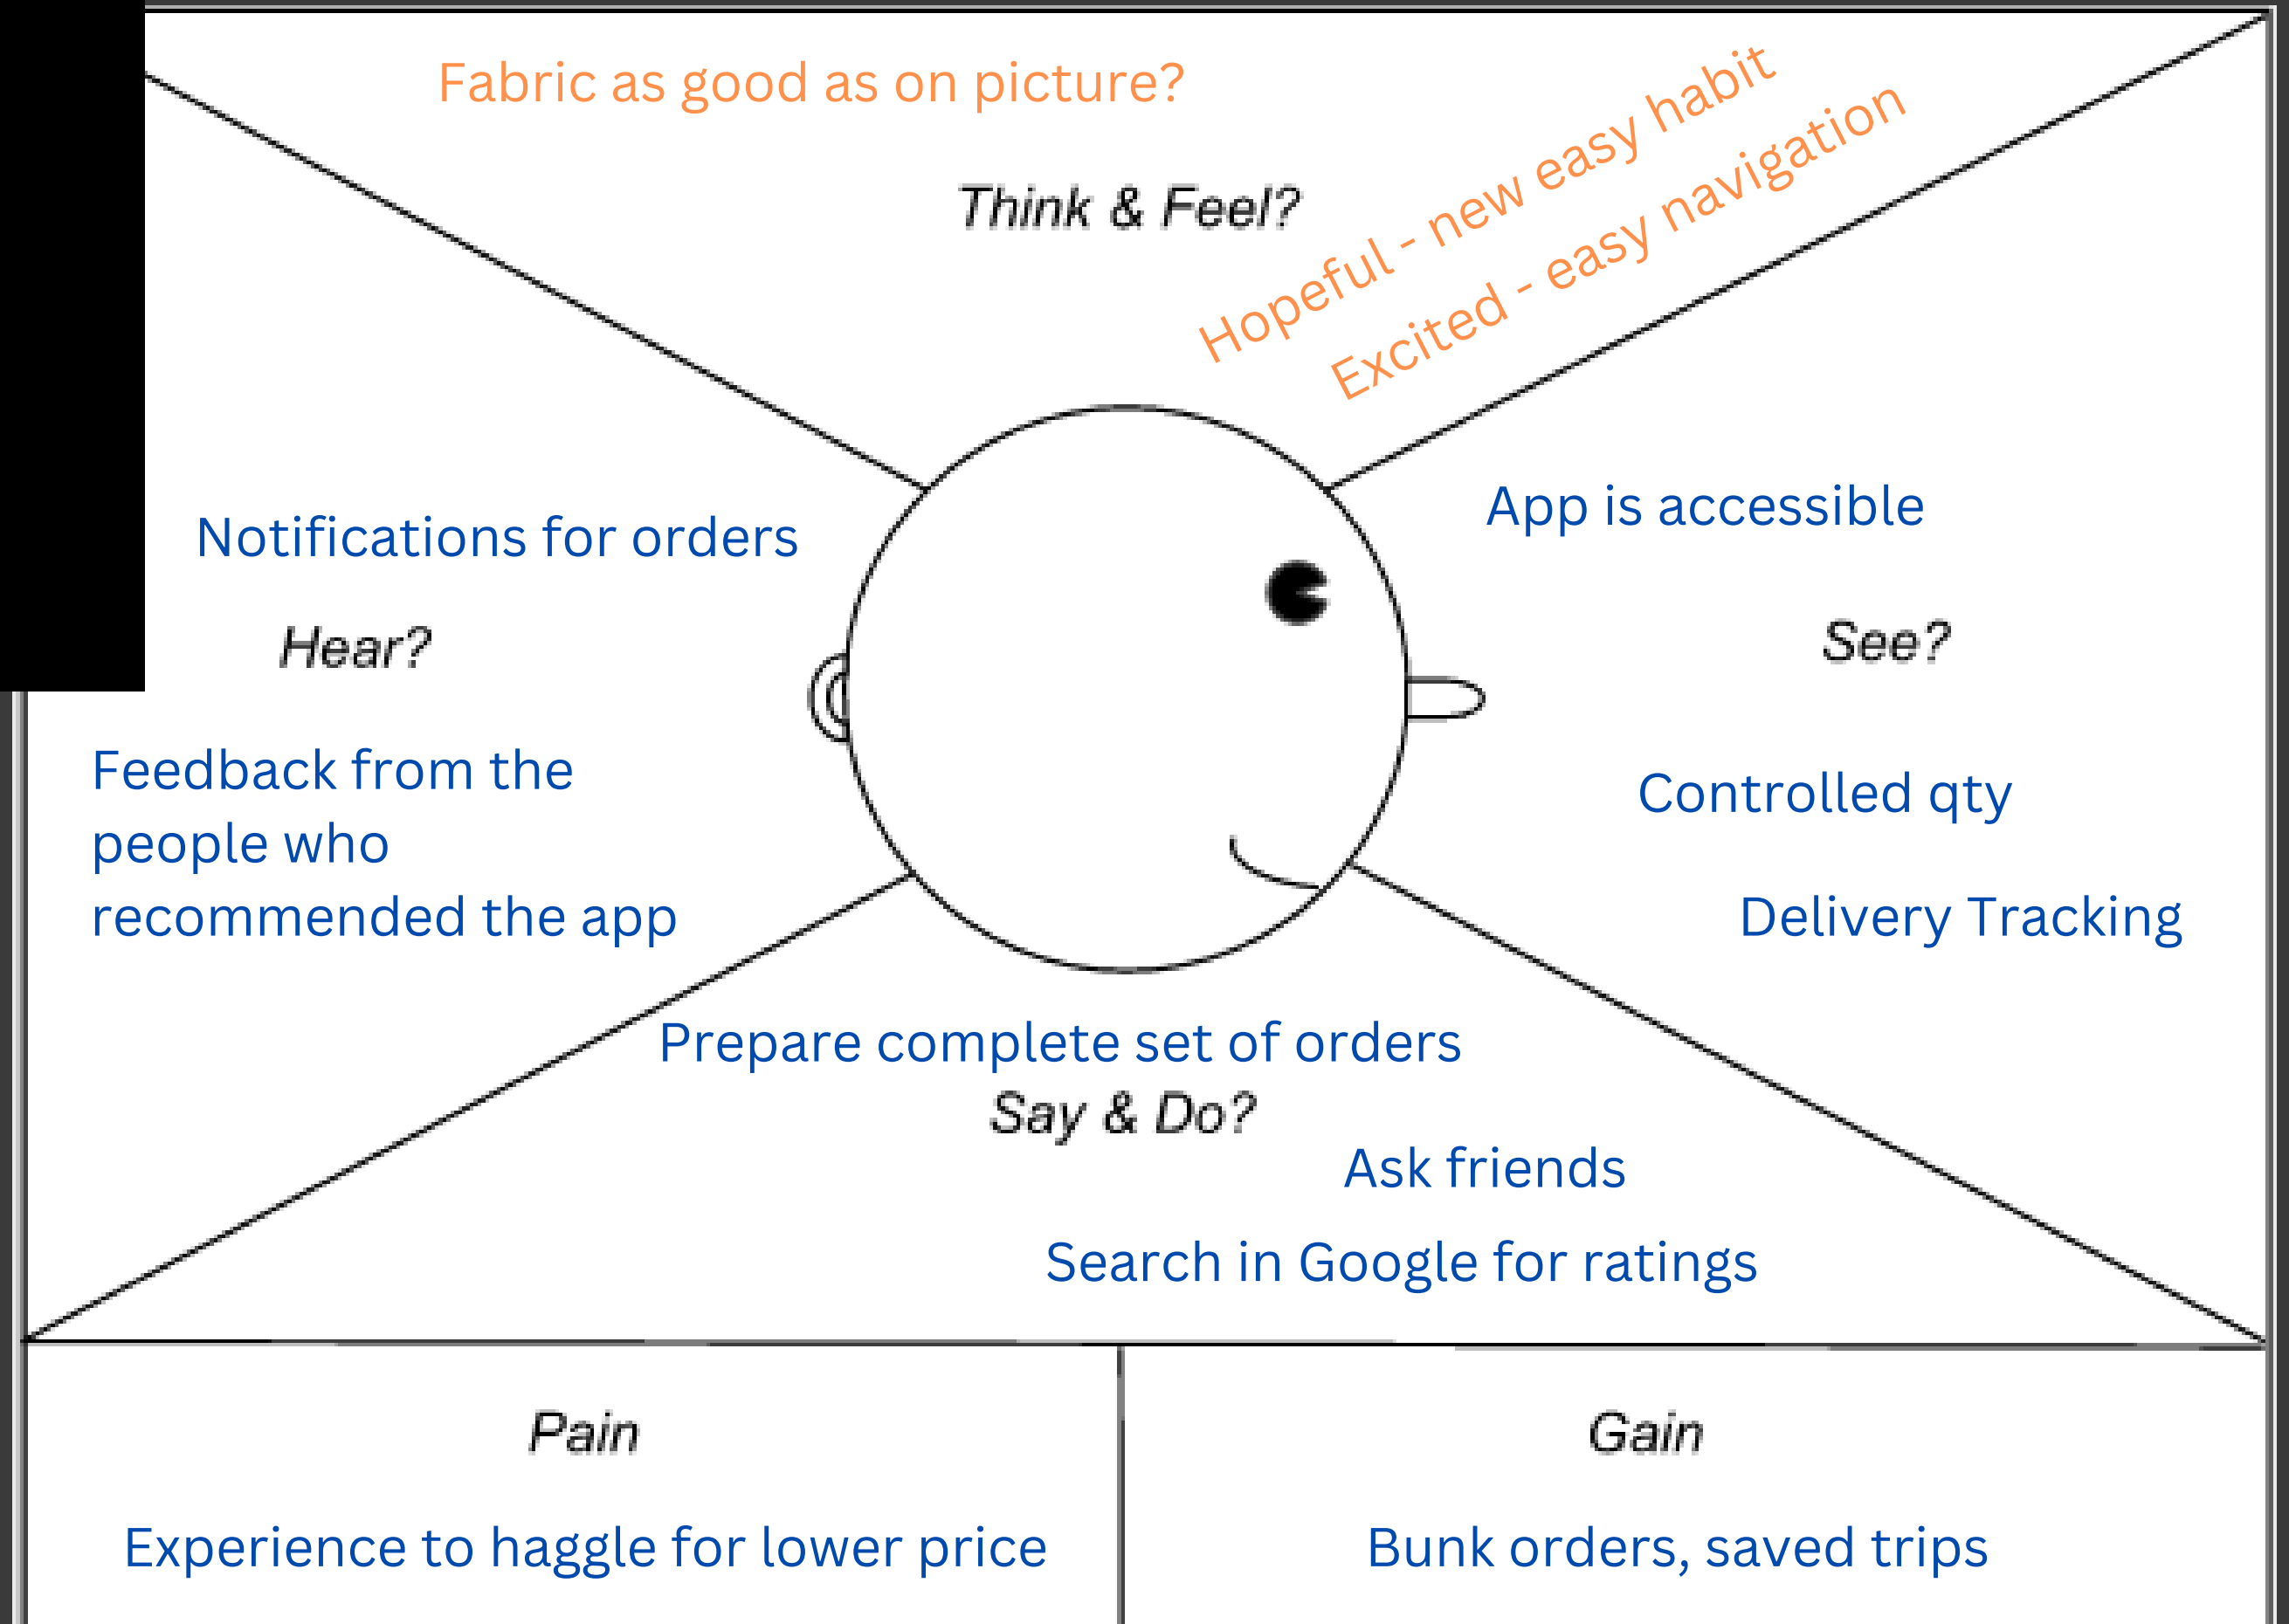 Fabric as good as on picture?
Think & Feel?
Hopeful - new easy habit
Excited - easy navigation
Notifications for orders
Hear?
Feedback from the
people who
recommended the app
App is accessible
See?
Controlled qty
Delivery Tracking
Prepare complete set of orders
Say & Do?
Ask friends
Search in Google for ratings
Pain
Experience to haggle for lower price
Gain
Bunk orders, saved trips